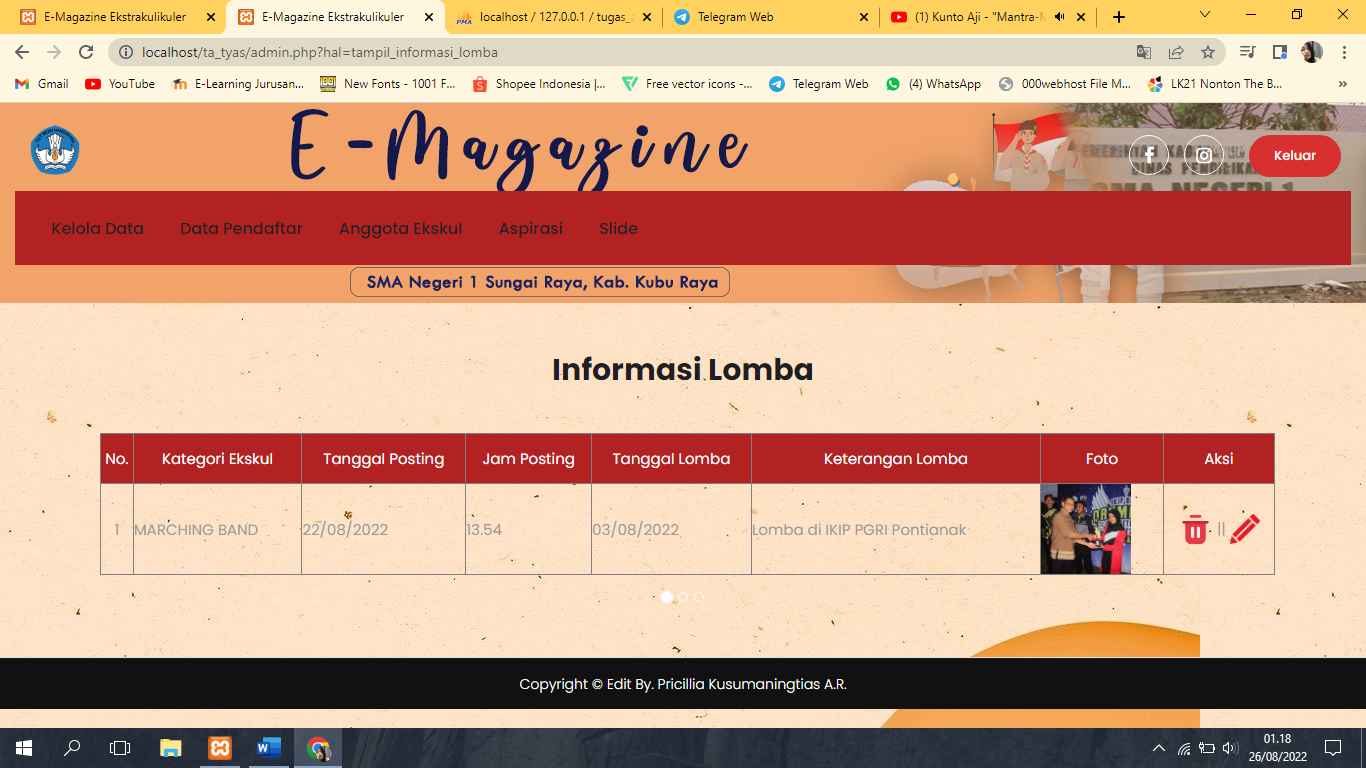 E-Magazine Ekstrakulikuler
E-Magazine Ekstrakulikuler
localhost / 127.0.0.1 / tugas_
Telegram Web
(1) Kunto Aji - "Mantra-
localhost/ta_tyas/admin.php?hal=tampil_informasi_lomba
Gmail
YouTube
E-Learning Jurusan...
New Fonts - 1001 F...
Shopee Indonesia |...
Free vector icons -...
Telegram Web
(4) WhatsApp
000webhost File M...
LK21 Nonton The B...
E-Magazine
SMA NEGERI 1
Keluar
Kelola Data Data Pendaftar Anggota Ekskul Aspirasi Slide
SMA Negeri 1 Sungai Raya, Kab. Kubu Raya
Informasi Lomba
No. Kategori Ekskul Tanggal Posting Jam Posting Tanggal Lomba Keterangan Lomba Foto Aksi
1 MARCHING BAND 22/08/2022 13.54 03/08/2022 Lomba di IKIP PGRI Pontianak ||
Copyright © Edit By. Pricillia Kusumaningtias A.R.
01.18
26/08/2022